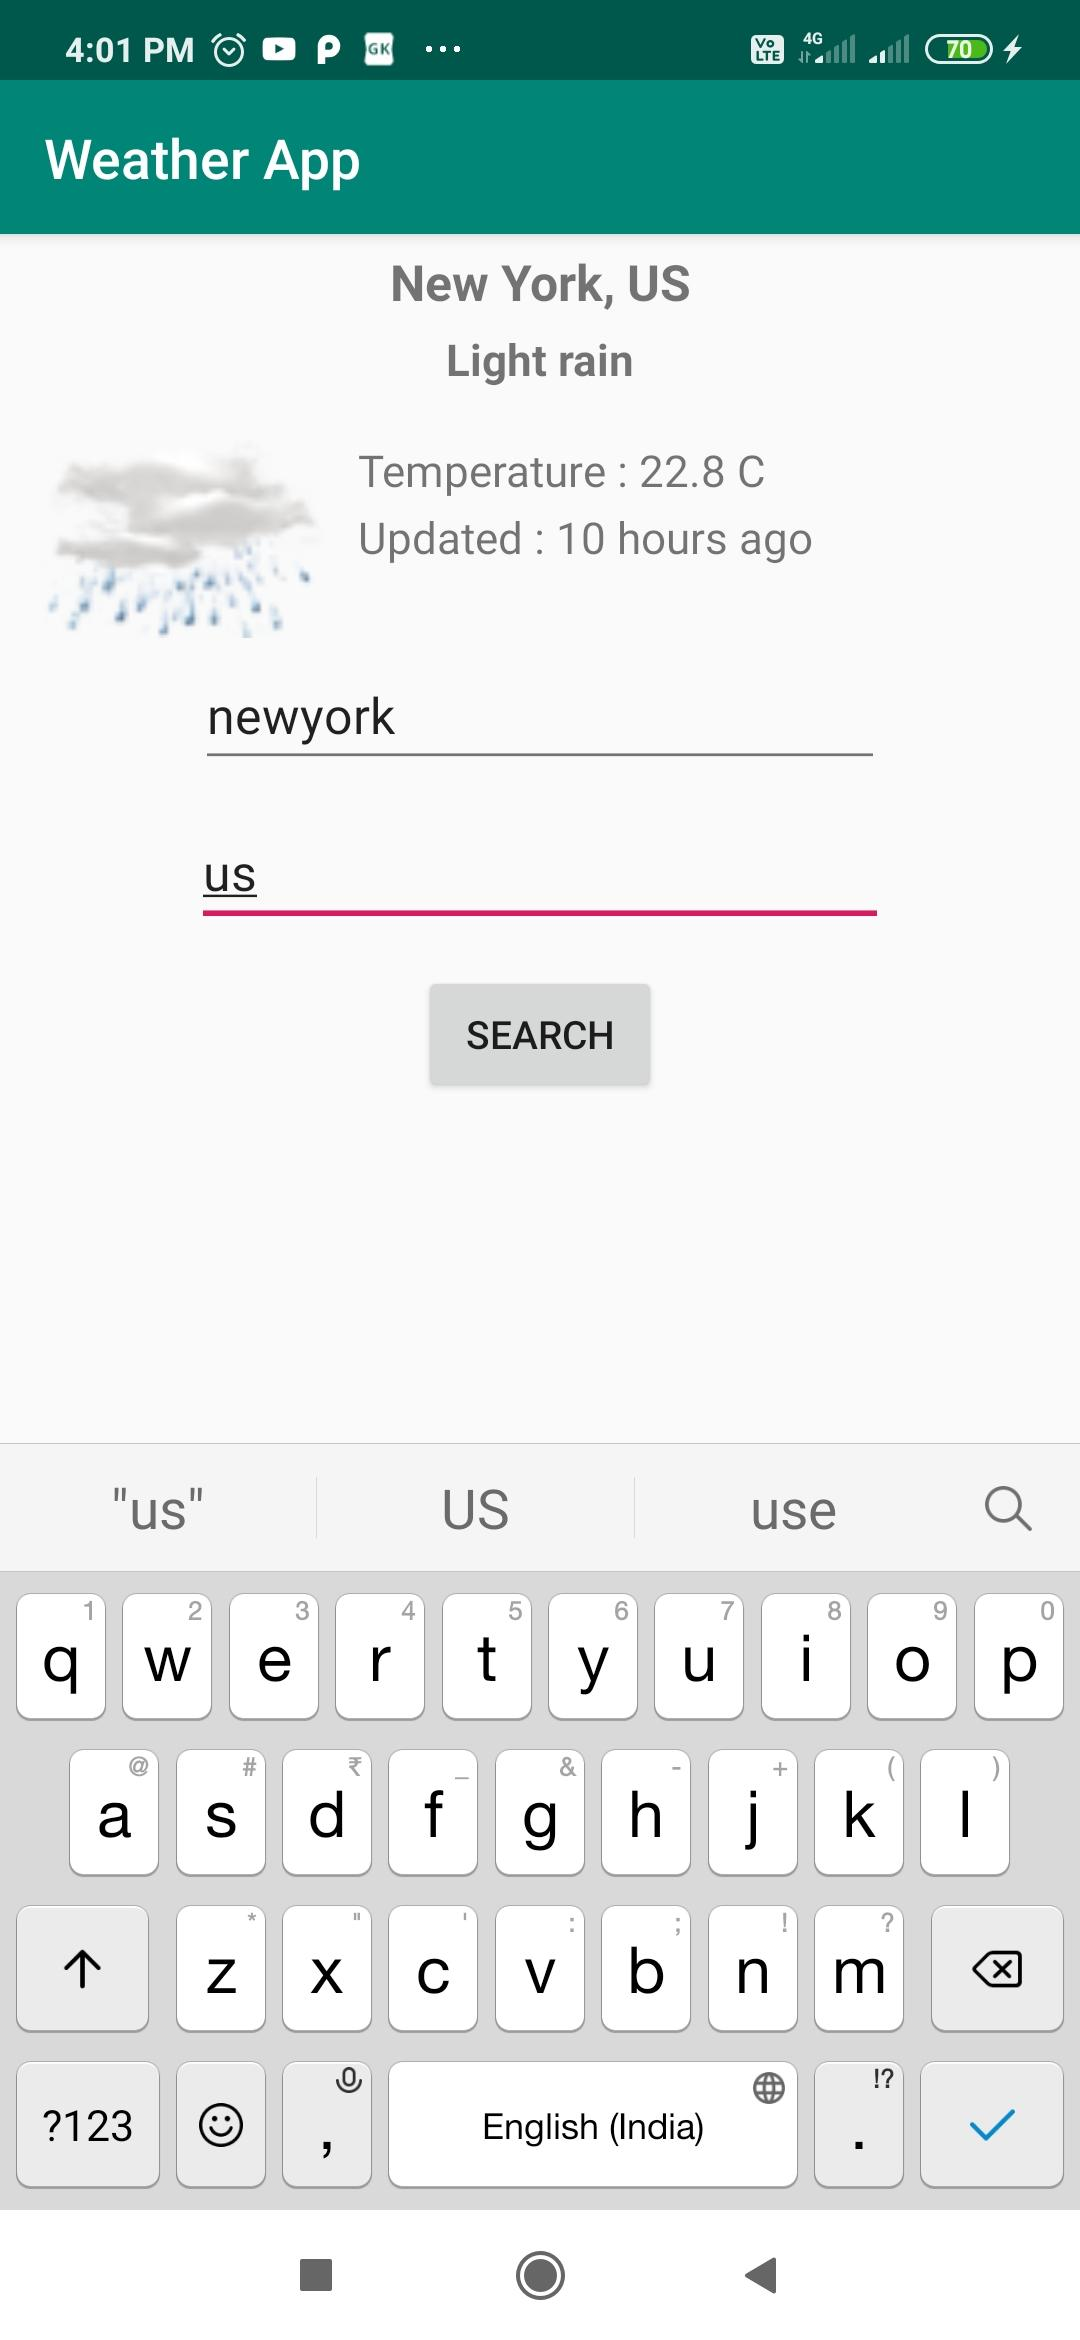 4:01 PM GK ... Vo LTE 4G 70
Weather App
New York, US
Light rain
Temperature : 22.8 C
Updated : 10 hours ago
newyork
us
SEARCH
"us" US use
1 2 3 4 5 6 7 8 9 0
q w e r t y u i o p
@ # ₹ _ & - + ( )
a s d f g h j k l
* " ' : ; ! ?
z x c v b n m
!?
?123 , English (India) .